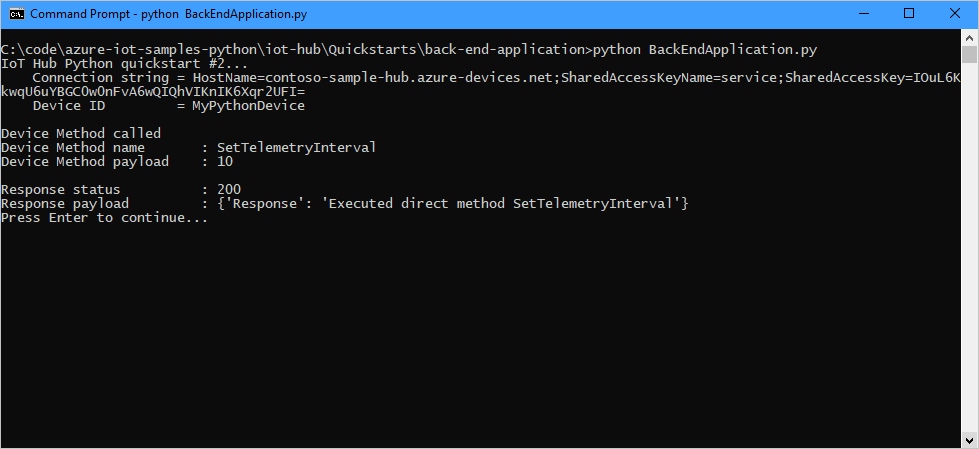 Command Prompt - python  BackEndApplication.py
C:\code\azure-iot-samples-python\iot-hub\Quickstarts\back-end-application>python BackEndApplication.py
IoT Hub Python quickstart #2...
    Connection string = HostName=contoso-sample-hub.azure-devices.net;SharedAccessKeyName=service;SharedAccessKey=IOuL6K
kwqU6uYBGC0w0nFvA6wQIQhVIKnIK6Xqr2UFI=
    Device ID         = MyPythonDevice
Device Method called
Device Method name       : SetTelemetryInterval
Device Method payload    : 10
Response status          : 200
Response payload         : {'Response': 'Executed direct method SetTelemetryInterval'}
Press Enter to continue...